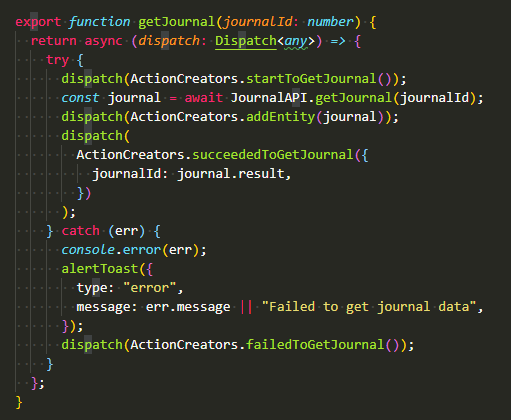 export function getJournal(journalId: number) {
  return async (dispatch: Dispatch<any>) => {
    try {
      dispatch(ActionCreators.startToGetJournal());
      const journal = await JournalAPI.getJournal(journalId);
      dispatch(ActionCreators.addEntity(journal));
      dispatch(
        ActionCreators.succeededToGetJournal({
          journalId: journal.result,
        })
      );
    } catch (err) {
      console.error(err);
      alertToast({
        type: "error",
        message: err.message || "Failed to get journal data",
      });
      dispatch(ActionCreators.failedToGetJournal());
    }
  };
}